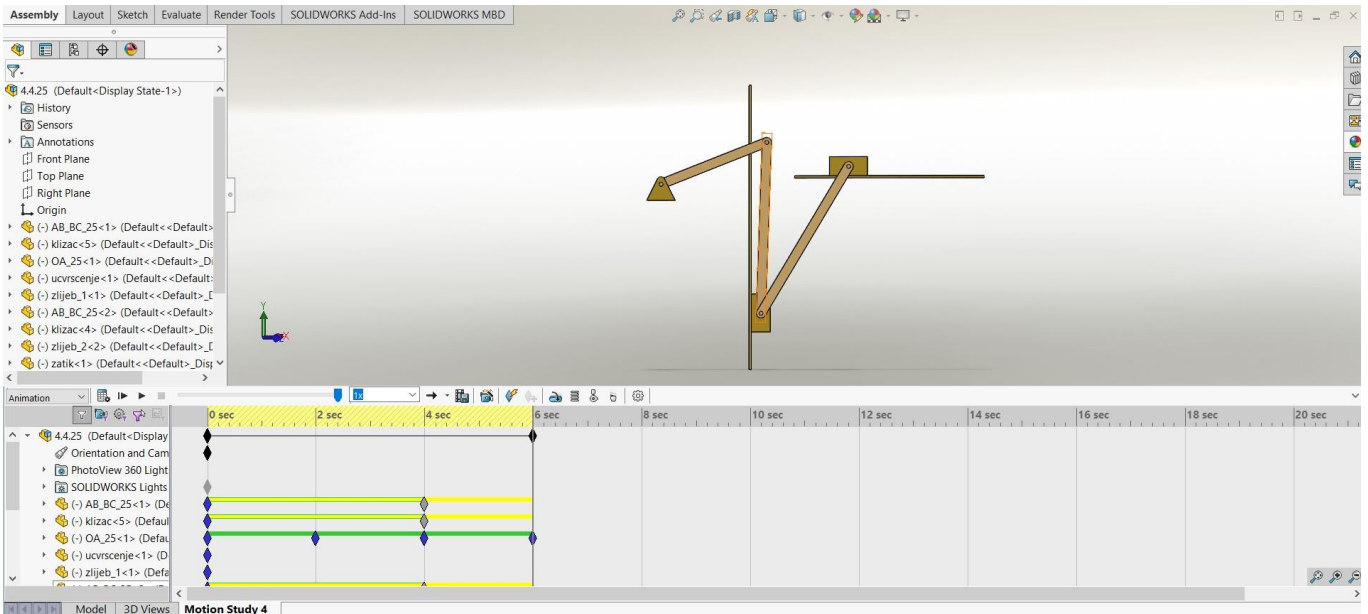 Assembly Layout Sketch Evaluate Render Tools SOLIDWORKS Add-Ins SOLIDWORKS MBD
4.4.25 (Default<Display State-1>)
History
Sensors
Annotations
Front Plane
Top Plane
Right Plane
Origin
(-) AB_BC_25<1> (Default<<Default>
(-) klizac<5> (Default<<Default>_Dis
(-) OA_25<1> (Default<<Default>_Di
(-) ucvrscenje<1> (Default<<Default>
(-) zlijeb_1<1> (Default<<Default>_D
(-) AB_BC_25<2> (Default<<Default>
(-) klizac<4> (Default<<Default>_Dis
(-) zlijeb_2<2> (Default<<Default>_D
(-) zatik<1> (Default<<Default>_Disp
Y
Animation 1x
0 sec 2 sec 4 sec 6 sec 8 sec 10 sec 12 sec 14 sec 16 sec 18 sec 20 sec
4.4.25 (Default<Display
Orientation and Cam
PhotoView 360 Light
SOLIDWORKS Lights
(-) AB_BC_25<1> (De
(-) klizac<5> (Defaul
(-) OA_25<1> (Defau
(-) ucvrscenje<1> (D
(-) zlijeb_1<1> (Defa
Model 3D Views Motion Study 4